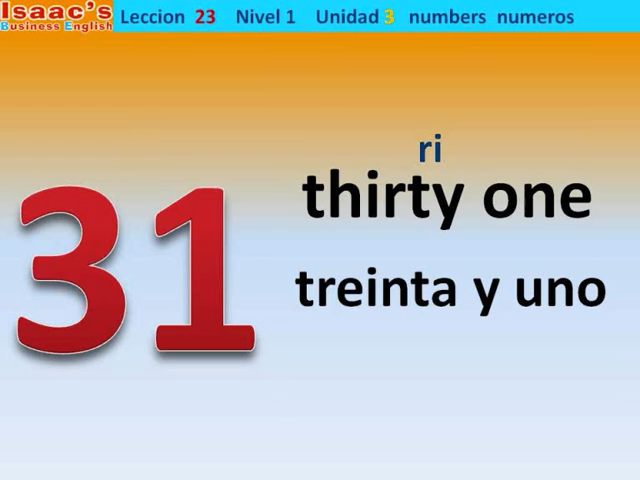 Isaac's
Business English
Leccion 23 Nivel 1 Unidad 3 numbers numeros
ri
31
thirty one
treinta y uno